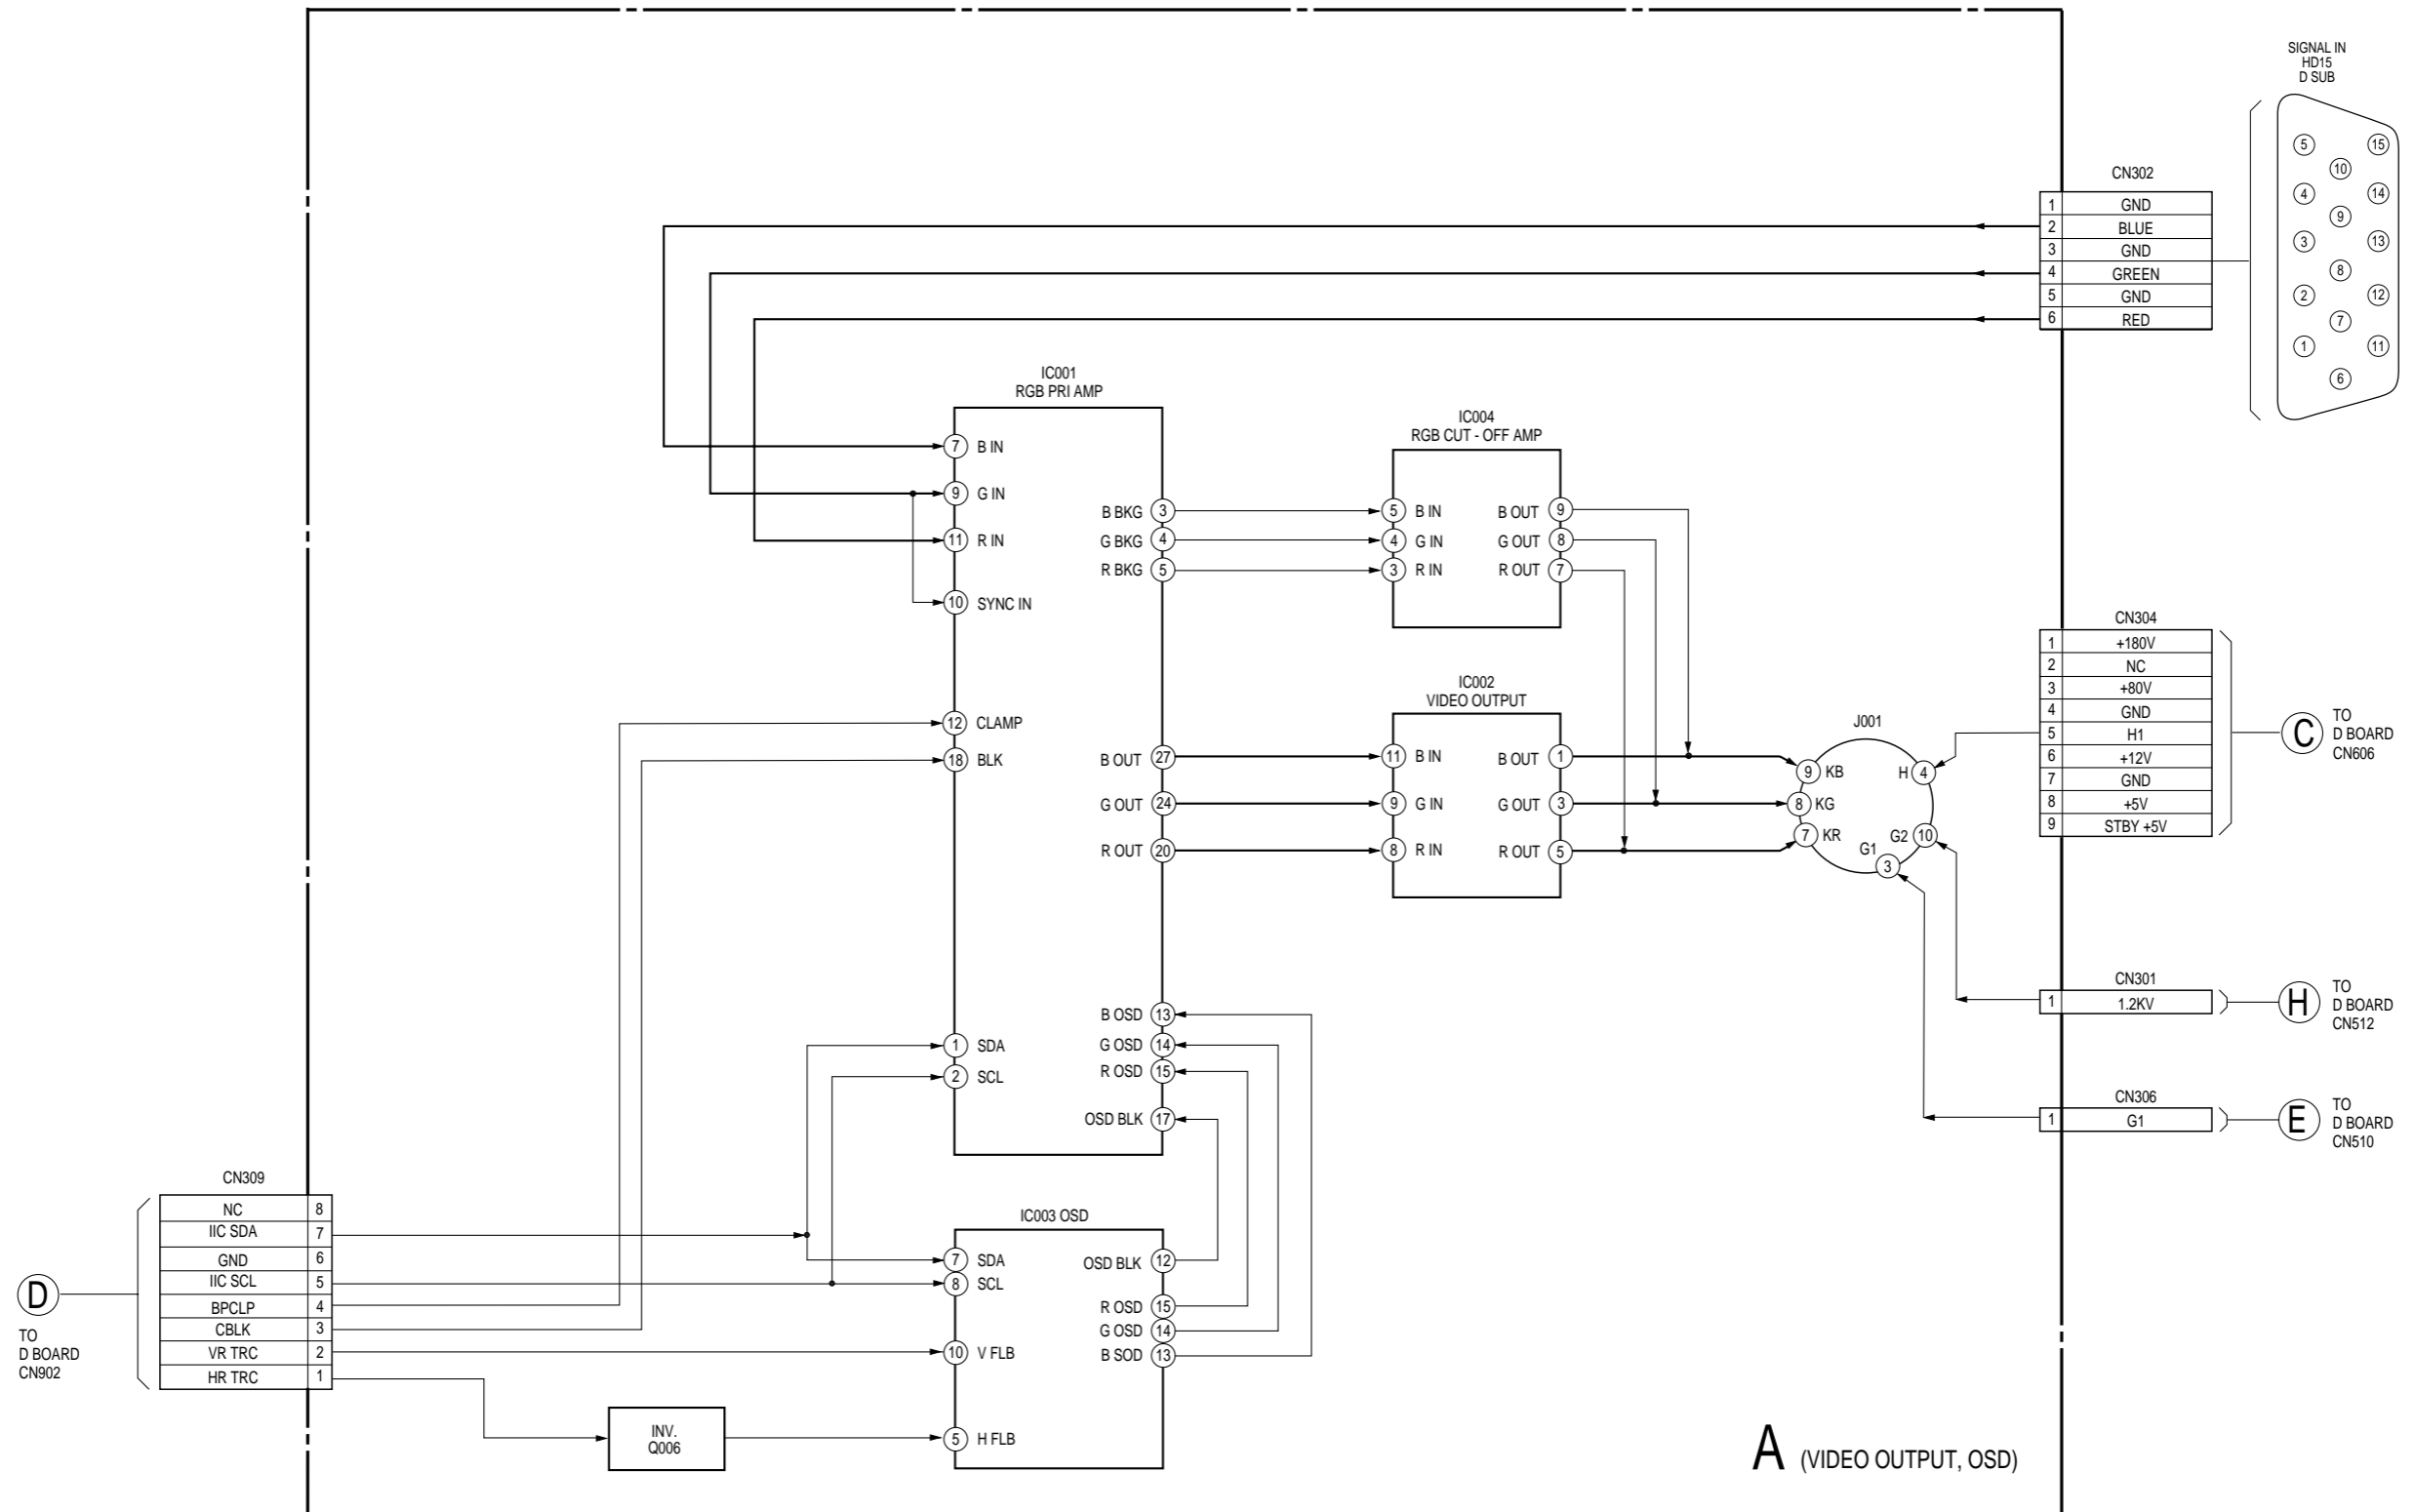 SIGNAL IN
HD15
D SUB
5
15
10
4
14
9
3
13
8
2
12
7
1
11
6
CN302
1 GND
2 BLUE
3 GND
4 GREEN
5 GND
6 RED
IC001
RGB PRI AMP
7 B IN
9 G IN
11 R IN
10 SYNC IN
12 CLAMP
18 BLK
1 SDA
2 SCL
B BKG 3
G BKG 4
R BKG 5
B OUT 27
G OUT 24
R OUT 20
B OSD 13
G OSD 14
R OSD 15
OSD BLK 17
IC004
RGB CUT - OFF AMP
5 B IN B OUT 9
4 G IN G OUT 8
3 R IN R OUT 7
IC002
VIDEO OUTPUT
11 B IN B OUT 1
9 G IN G OUT 3
8 R IN R OUT 5
J001
9 KB H 4
8 KG
7 KR G2 10
G1
3
CN304
1 +180V
2 NC
3 +80V
4 GND
5 H1
6 +12V
7 GND
8 +5V
9 STBY +5V
C
TO
D BOARD
CN606
CN301
1 1.2KV
H
TO
D BOARD
CN512
CN306
1 G1
E
TO
D BOARD
CN510
CN309
NC 8
IIC SDA 7
GND 6
IIC SCL 5
BPCLP 4
CBLK 3
VR TRC 2
HR TRC 1
D
TO
D BOARD
CN902
INV.
Q006
IC003 OSD
7 SDA
8 SCL
10 V FLB
5 H FLB
OSD BLK 12
R OSD 15
G OSD 14
B SOD 13
A (VIDEO OUTPUT, OSD)